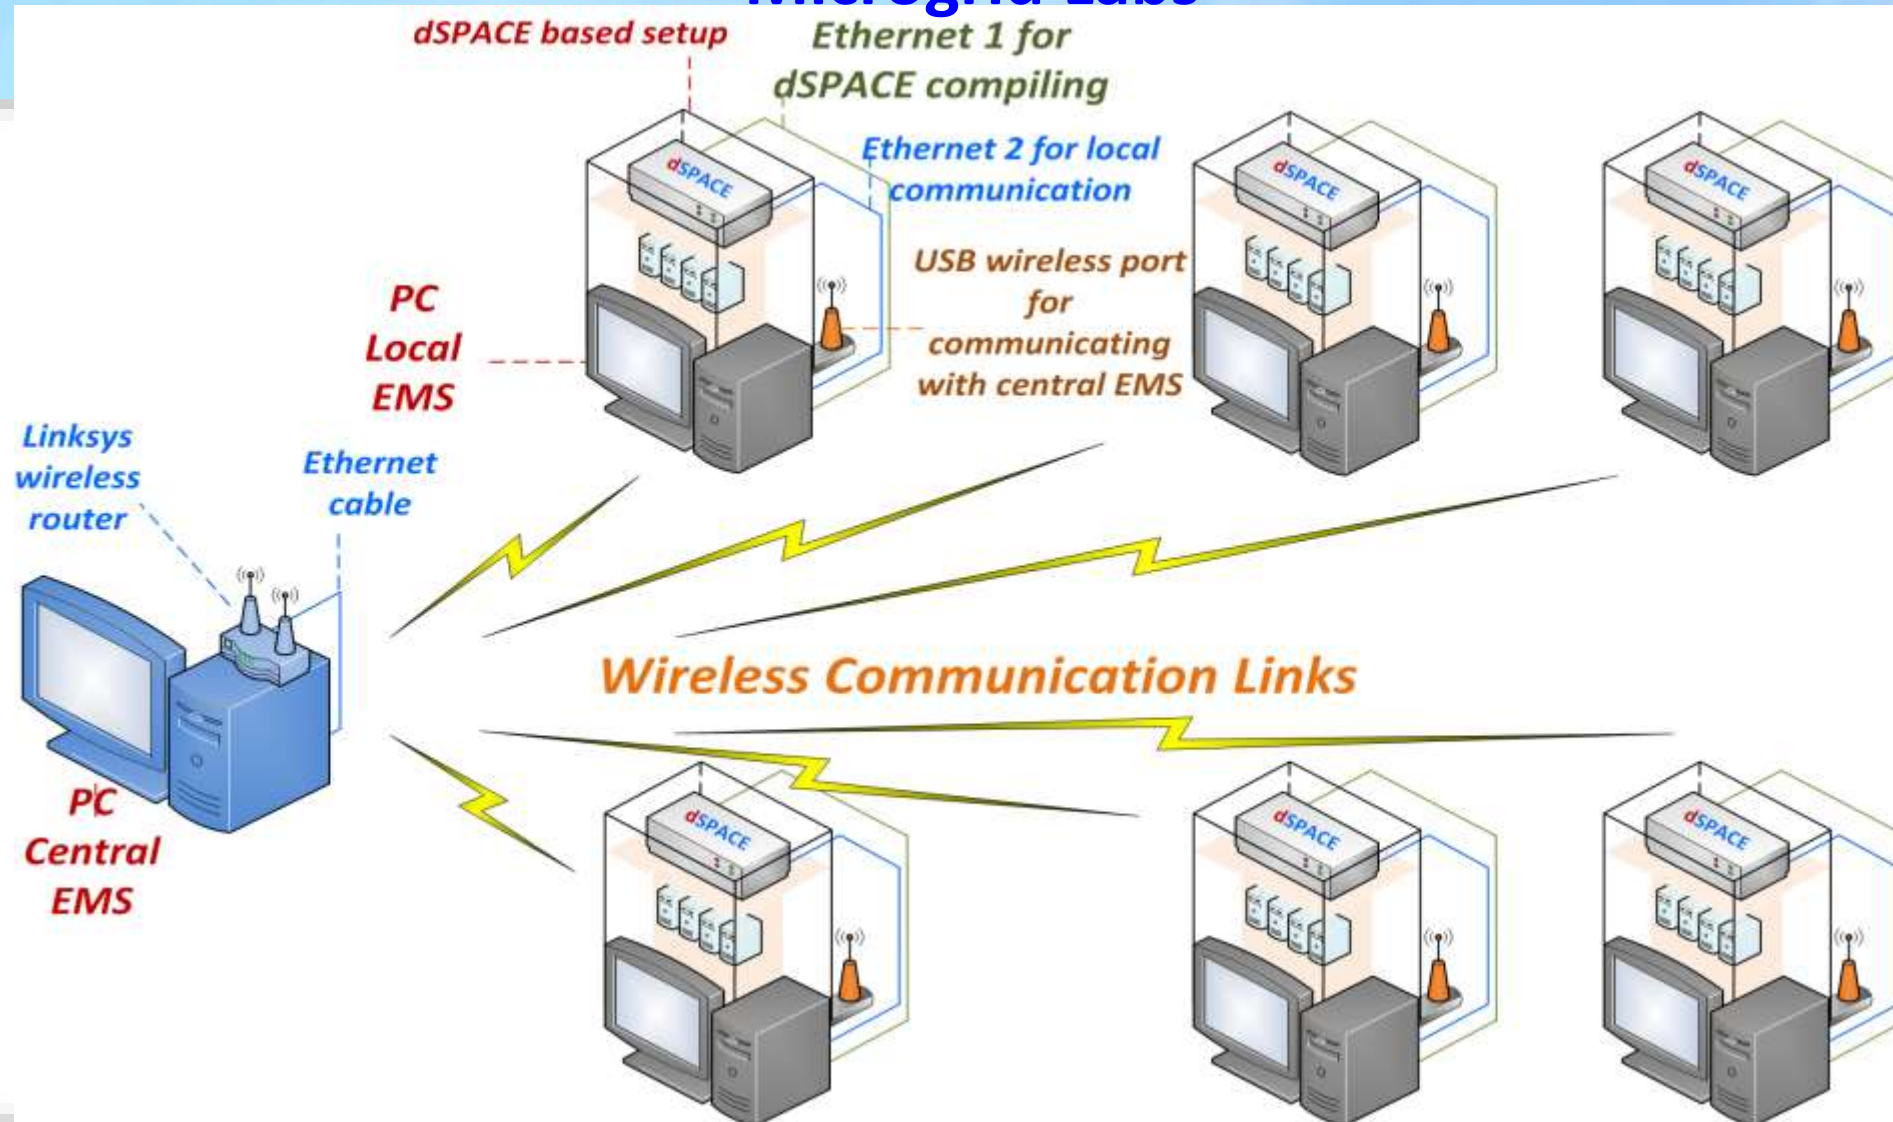 Microgrid Labs
dSPACE based setup
Ethernet 1 for
dSPACE compiling
Ethernet 2 for local
communication
USB wireless port
for
communicating
with central EMS
PC
Local
EMS
Linksys
wireless
router
Ethernet
cable
PC
Central
EMS
Wireless Communication Links
dSPACE
dSPACE
dSPACE
dSPACE
dSPACE
dSPACE